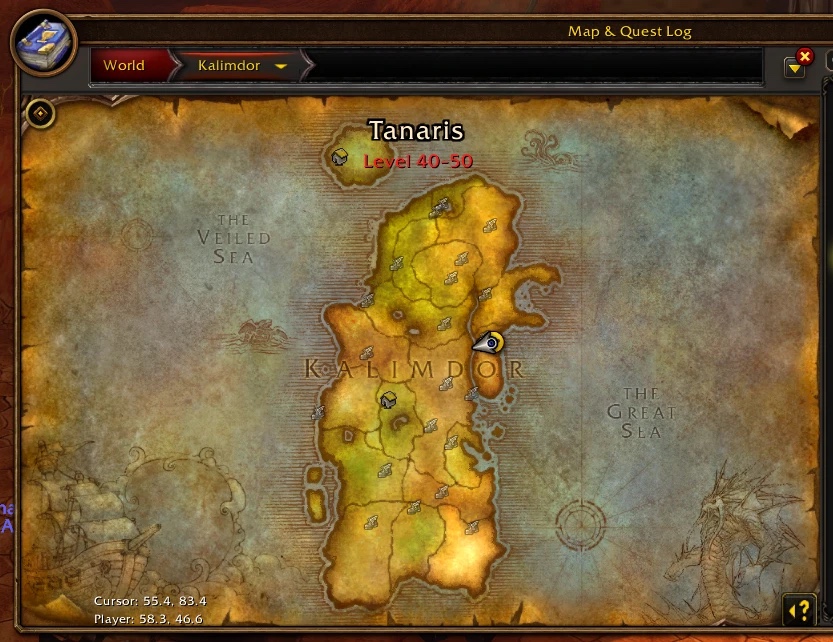 Map & Quest Log
World
Kalimdor
Tanaris
Level 40-50
THE
VEILED
SEA
KALIMDOR
THE
GREAT
SEA
Cursor: 55.4, 83.4
Player: 58.3, 46.6
?